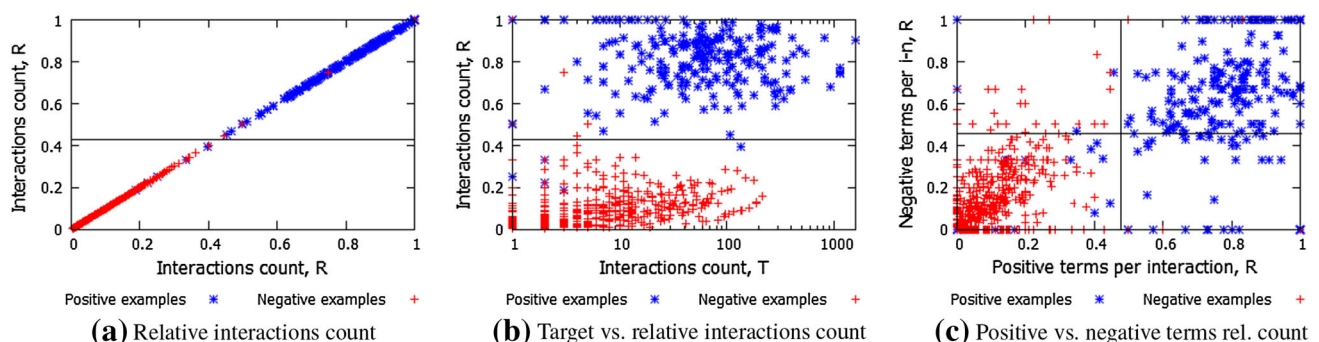 Interactions count, R
1
0.8
0.6
0.4
0.2
0
0 0.2 0.4 0.6 0.8 1
Interactions count, R
Positive examples Negative examples
(a) Relative interactions count
Interactions count, R
1
0.8
0.6
0.4
0.2
0
1 10 100 1000
Interactions count, T
Positive examples Negative examples
(b) Target vs. relative interactions count
Negative terms per i-n, R
1
0.8
0.6
0.4
0.2
0
0 0.2 0.4 0.6 0.8 1
Positive terms per interaction, R
Positive examples Negative examples
(c) Positive vs. negative terms rel. count